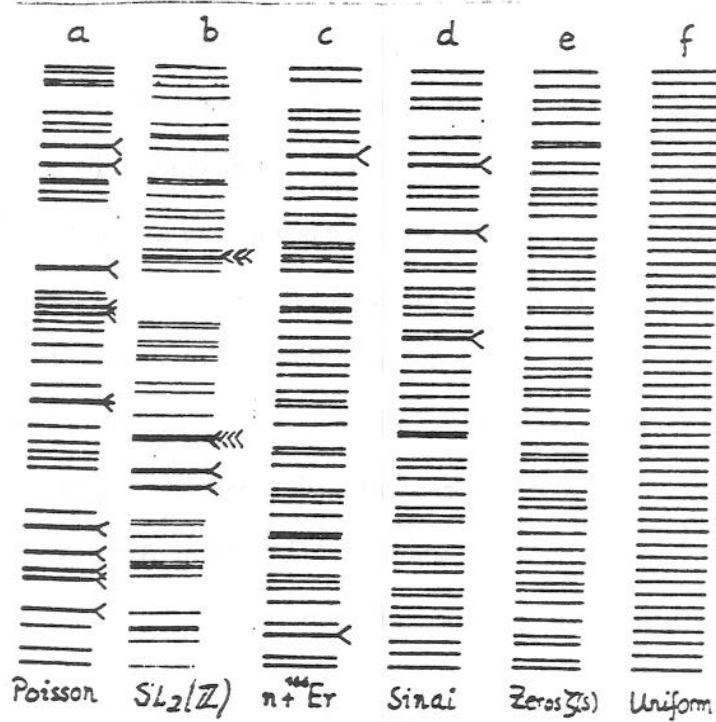 a b c d e f
Poisson SL₂(ℤ) n+¹⁶⁶Er Sinai Zeros ζ(s) Uniform